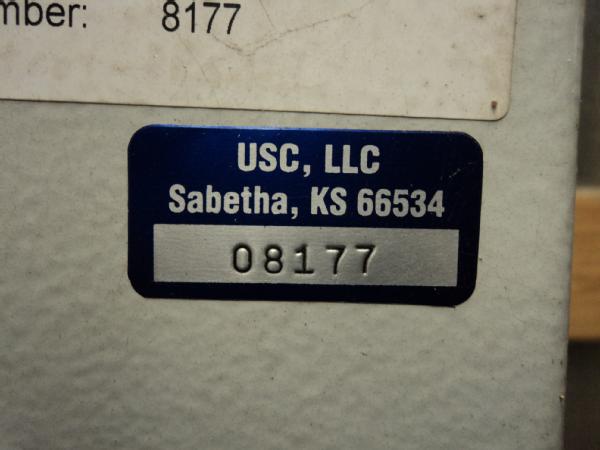 mber: 8177
USC, LLC
Sabetha, KS 66534
08177